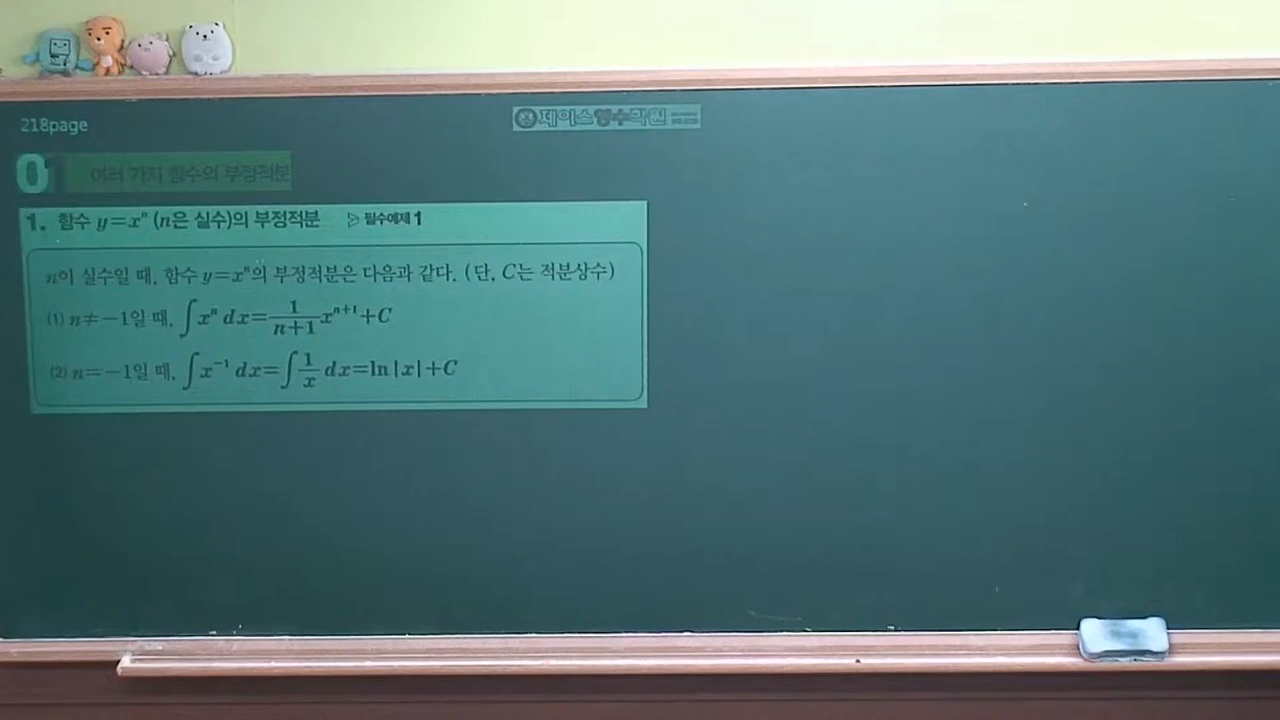 218page
제이스영수학원
0
여러 가지 함수의 부정적분
1. 함수 y=xⁿ (n은 실수)의 부정적분 ▷ 필수예제 1
n이 실수일 때, 함수 y=xⁿ의 부정적분은 다음과 같다. (단, C는 적분상수)
(1) n≠-1일 때, ∫xⁿ dx=1/(n+1) xⁿ⁺¹+C
(2) n=-1일 때, ∫x⁻¹ dx=∫1/x dx=ln|x|+C